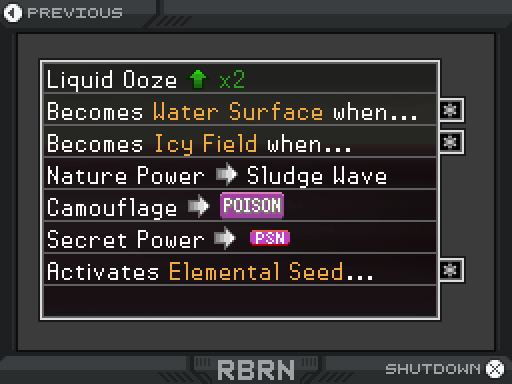 PREVIOUS
Liquid Ooze x2
Becomes Water Surface when...
Becomes Icy Field when...
Nature Power Sludge Wave
Camouflage POISON
Secret Power PSN
Activates Elemental Seed...
RBRN
SHUTDOWN